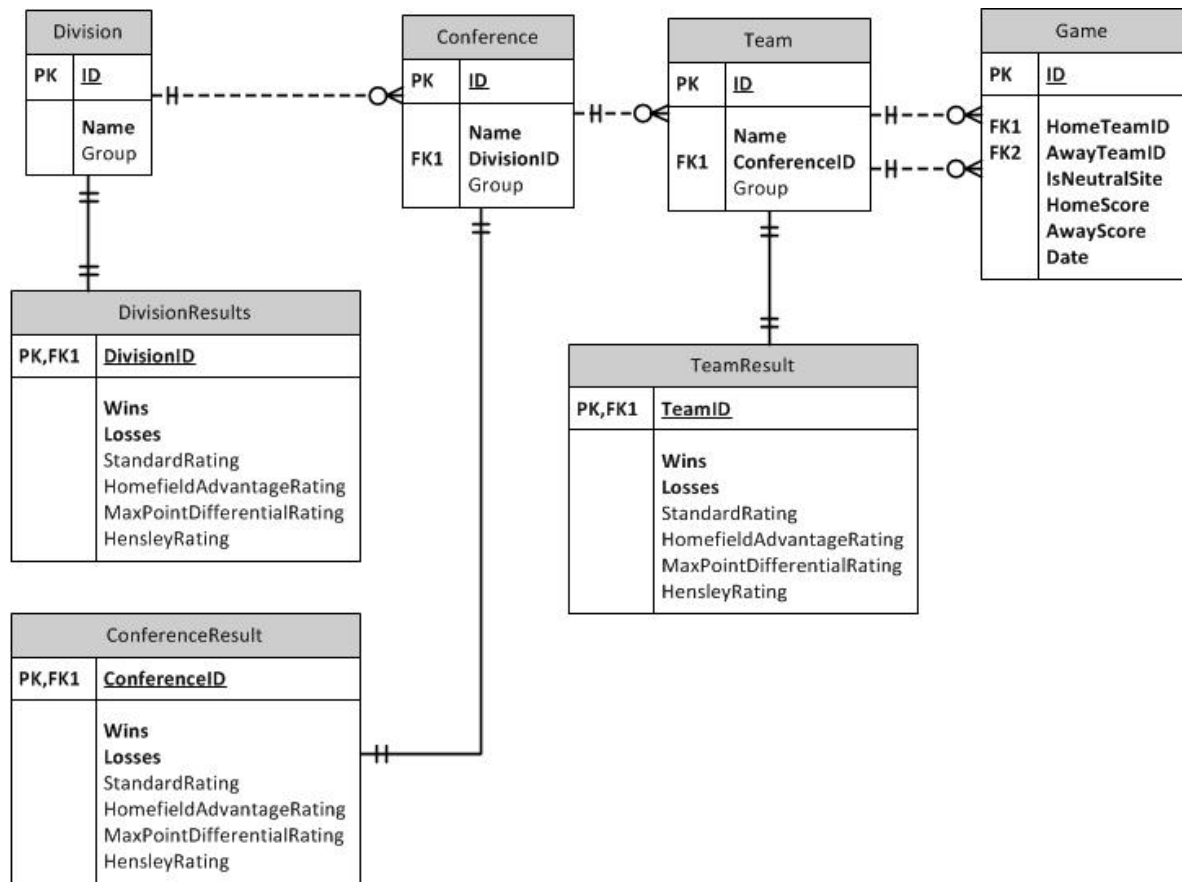 Division
PK ID
Name
Group
Conference
PK ID
Name
FK1 DivisionID
Group
Team
PK ID
Name
FK1 ConferenceID
Group
Game
PK ID
FK1 HomeTeamID
FK2 AwayTeamID
IsNeutralSite
HomeScore
AwayScore
Date
DivisionResults
PK,FK1 DivisionID
Wins
Losses
StandardRating
HomefieldAdvantageRating
MaxPointDifferentialRating
HensleyRating
TeamResult
PK,FK1 TeamID
Wins
Losses
StandardRating
HomefieldAdvantageRating
MaxPointDifferentialRating
HensleyRating
ConferenceResult
PK,FK1 ConferenceID
Wins
Losses
StandardRating
HomefieldAdvantageRating
MaxPointDifferentialRating
HensleyRating